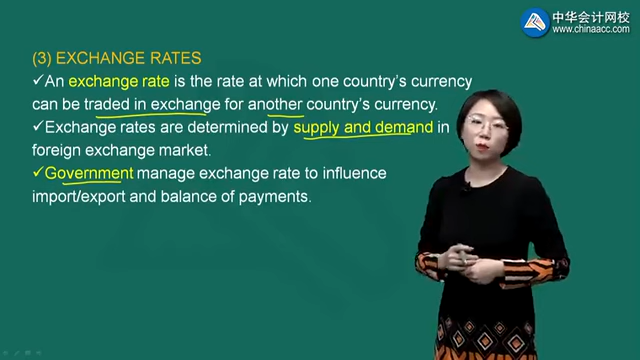 中华会计网校
www.chinaacc.com
(3) EXCHANGE RATES
✓An exchange rate is the rate at which one country's currency
can be traded in exchange for another country's currency.
✓Exchange rates are determined by supply and demand in
foreign exchange market.
✓Government manage exchange rate to influence
import/export and balance of payments.